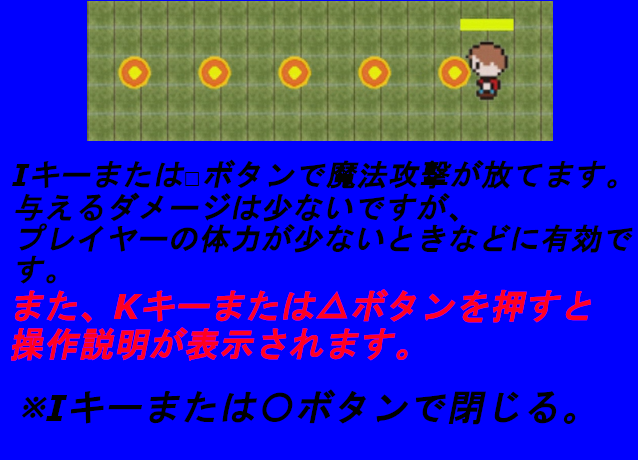 Iキーまたは□ボタンで魔法攻撃が放てます。
与えるダメージは少ないですが、
プレイヤーの体力が少ないときなどに有効で
す。
また、Kキーまたは△ボタンを押すと
操作説明が表示されます。
※Iキーまたは〇ボタンで閉じる。